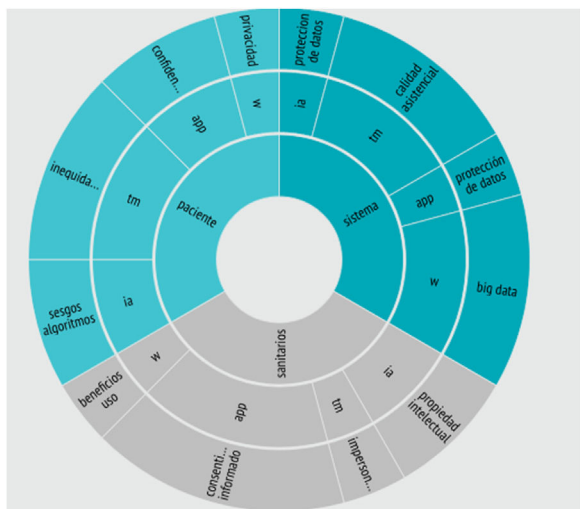 proteccion
de datos
ia
calidad
asistencial
tm
sistema
protección
de datos
app
big data
w
propiedad
intelectual
ia
imperson...
tm
sanitarios
consenti...
informado
app
beneficios
uso
w
sesgos
algoritmos
ia
paciente
inequida...
tm
confiden...
app
privacidad
w